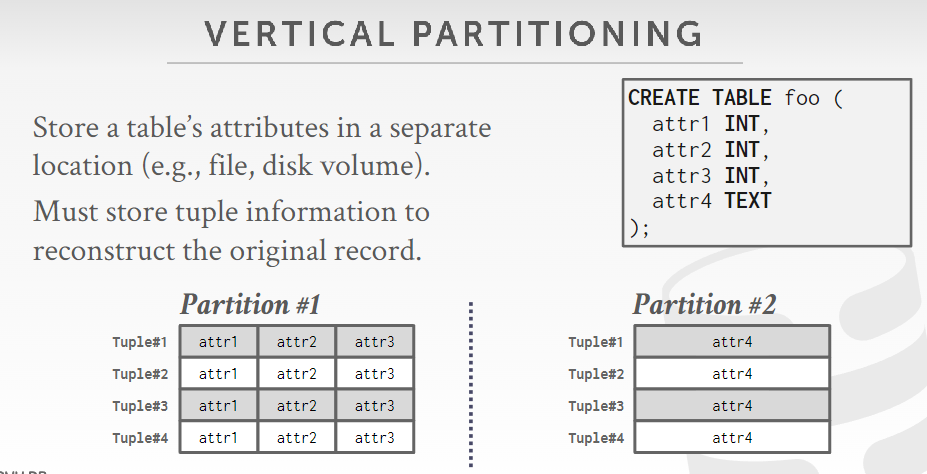 VERTICAL PARTITIONING
Store a table's attributes in a separate
location (e.g., file, disk volume).
Must store tuple information to
reconstruct the original record.
CREATE TABLE foo (
attr1 INT,
attr2 INT,
attr3 INT,
attr4 TEXT
);
Partition #1
Tuple#1 attr1 attr2 attr3
Tuple#2 attr1 attr2 attr3
Tuple#3 attr1 attr2 attr3
Tuple#4 attr1 attr2 attr3
Partition #2
Tuple#1 attr4
Tuple#2 attr4
Tuple#3 attr4
Tuple#4 attr4